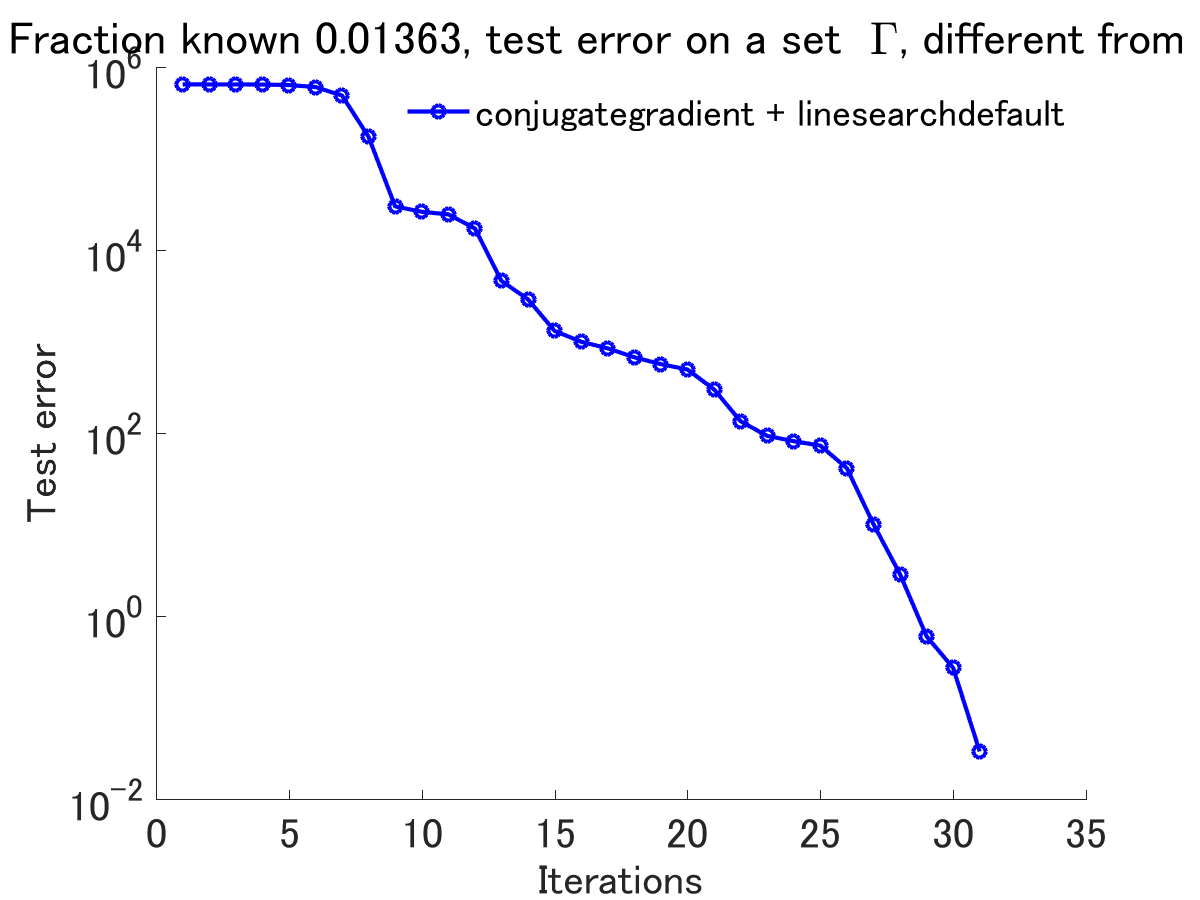 Fraction known 0.01363, test error on a set Γ, different from
conjugategradient + linesearchdefault
10^6
10^4
10^2
10^0
10^-2
Test error
0 5 10 15 20 25 30 35
Iterations